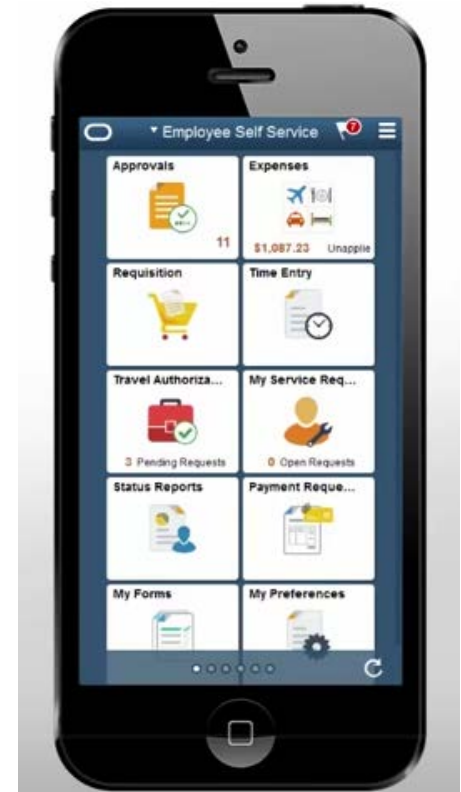 Employee Self Service
7
Approvals
11
Expenses
$1,087.23 Unapplie
Requisition
Time Entry
Travel Authoriza...
3 Pending Requests
My Service Req...
0 Open Requests
Status Reports
Payment Reque...
My Forms
My Preferences